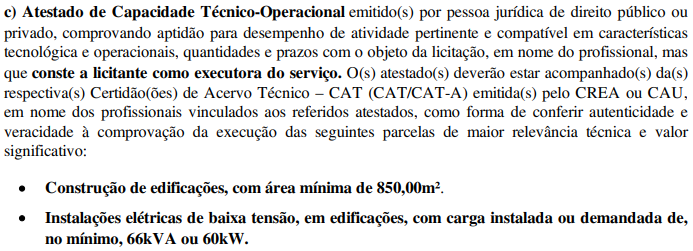 c) Atestado de Capacidade Técnico-Operacional emitido(s) por pessoa jurídica de direito público ou
privado, comprovando aptidão para desempenho de atividade pertinente e compatível em características
tecnológica e operacionais, quantidades e prazos com o objeto da licitação, em nome do profissional, mas
que conste a licitante como executora do serviço. O(s) atestado(s) deverão estar acompanhado(s) da(s)
respectiva(s) Certidão(ões) de Acervo Técnico – CAT (CAT/CAT-A) emitida(s) pelo CREA ou CAU,
em nome dos profissionais vinculados aos referidos atestados, como forma de conferir autenticidade e
veracidade à comprovação da execução das seguintes parcelas de maior relevância técnica e valor
significativo:
• Construção de edificações, com área mínima de 850,00m².
• Instalações elétricas de baixa tensão, em edificações, com carga instalada ou demandada de,
no mínimo, 66kVA ou 60kW.